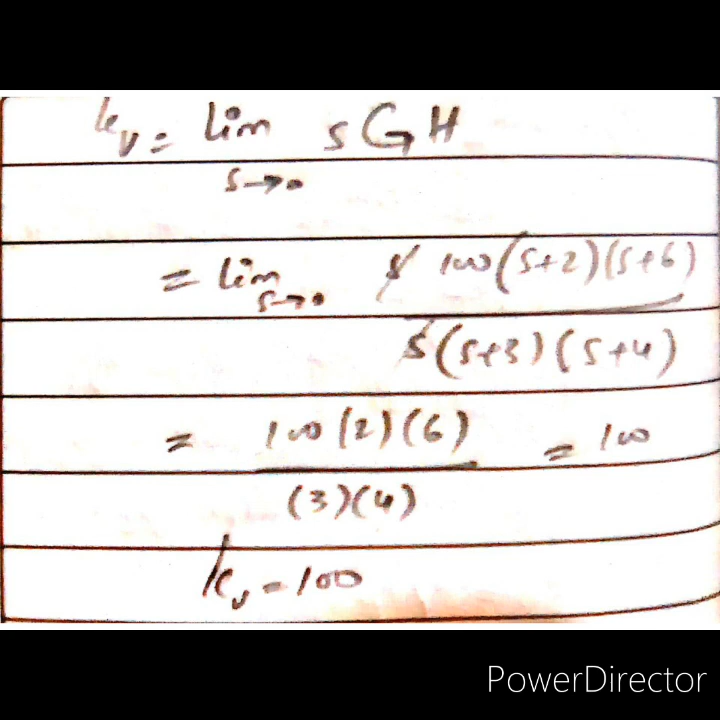 kv = lim s G H
s→0
= lim s→0 s 100(s+2)(s+6)
s(s+3)(s+4)
= 100(2)(6) = 100
(3)(4)
kv = 100
PowerDirector